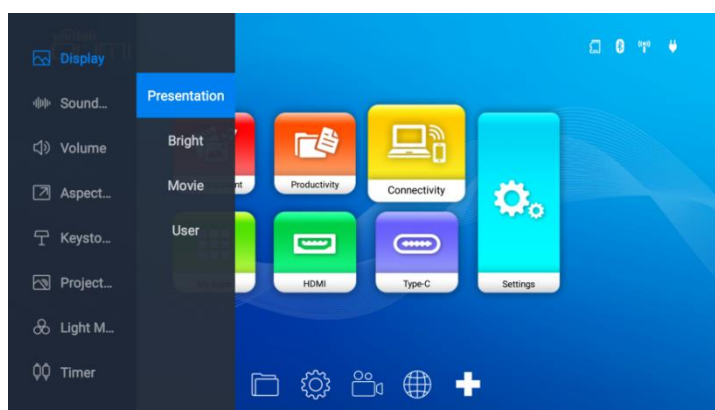 Display
Sound...
Volume
Aspect...
Keysto...
Project...
Light M...
Timer
Presentation
Bright
Movie
User
Productivity
Connectivity
HDMI
Type-C
Settings